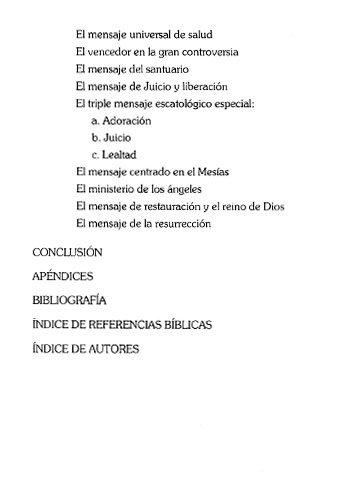 El mensaje universal de salud
El vencedor en la gran controversia
El mensaje del santuario
El mensaje de Juicio y liberación
El triple mensaje escatológico especial:
a. Adoración
b. Juicio
c. Lealtad
El mensaje centrado en el Mesías
El ministerio de los ángeles
El mensaje de restauración y el reino de Dios
El mensaje de la resurrección
CONCLUSIÓN
APÉNDICES
BIBLIOGRAFÍA
ÍNDICE DE REFERENCIAS BÍBLICAS
ÍNDICE DE AUTORES